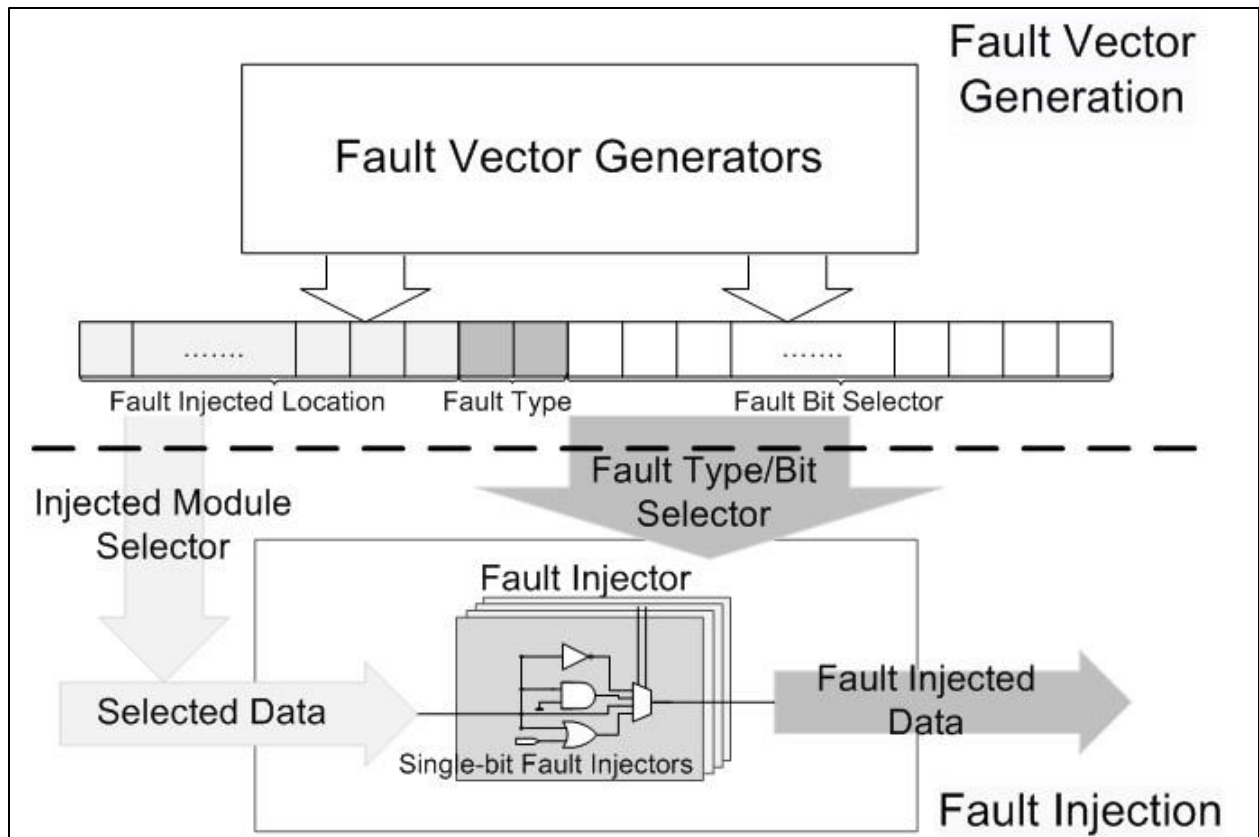 Fault Vector
Generation
Fault Vector Generators
.......
.......
Fault Injected Location
Fault Type
Fault Bit Selector
Injected Module
Selector
Fault Type/Bit
Selector
Fault Injector
Selected Data
Single-bit Fault Injectors
Fault Injected
Data
Fault Injection